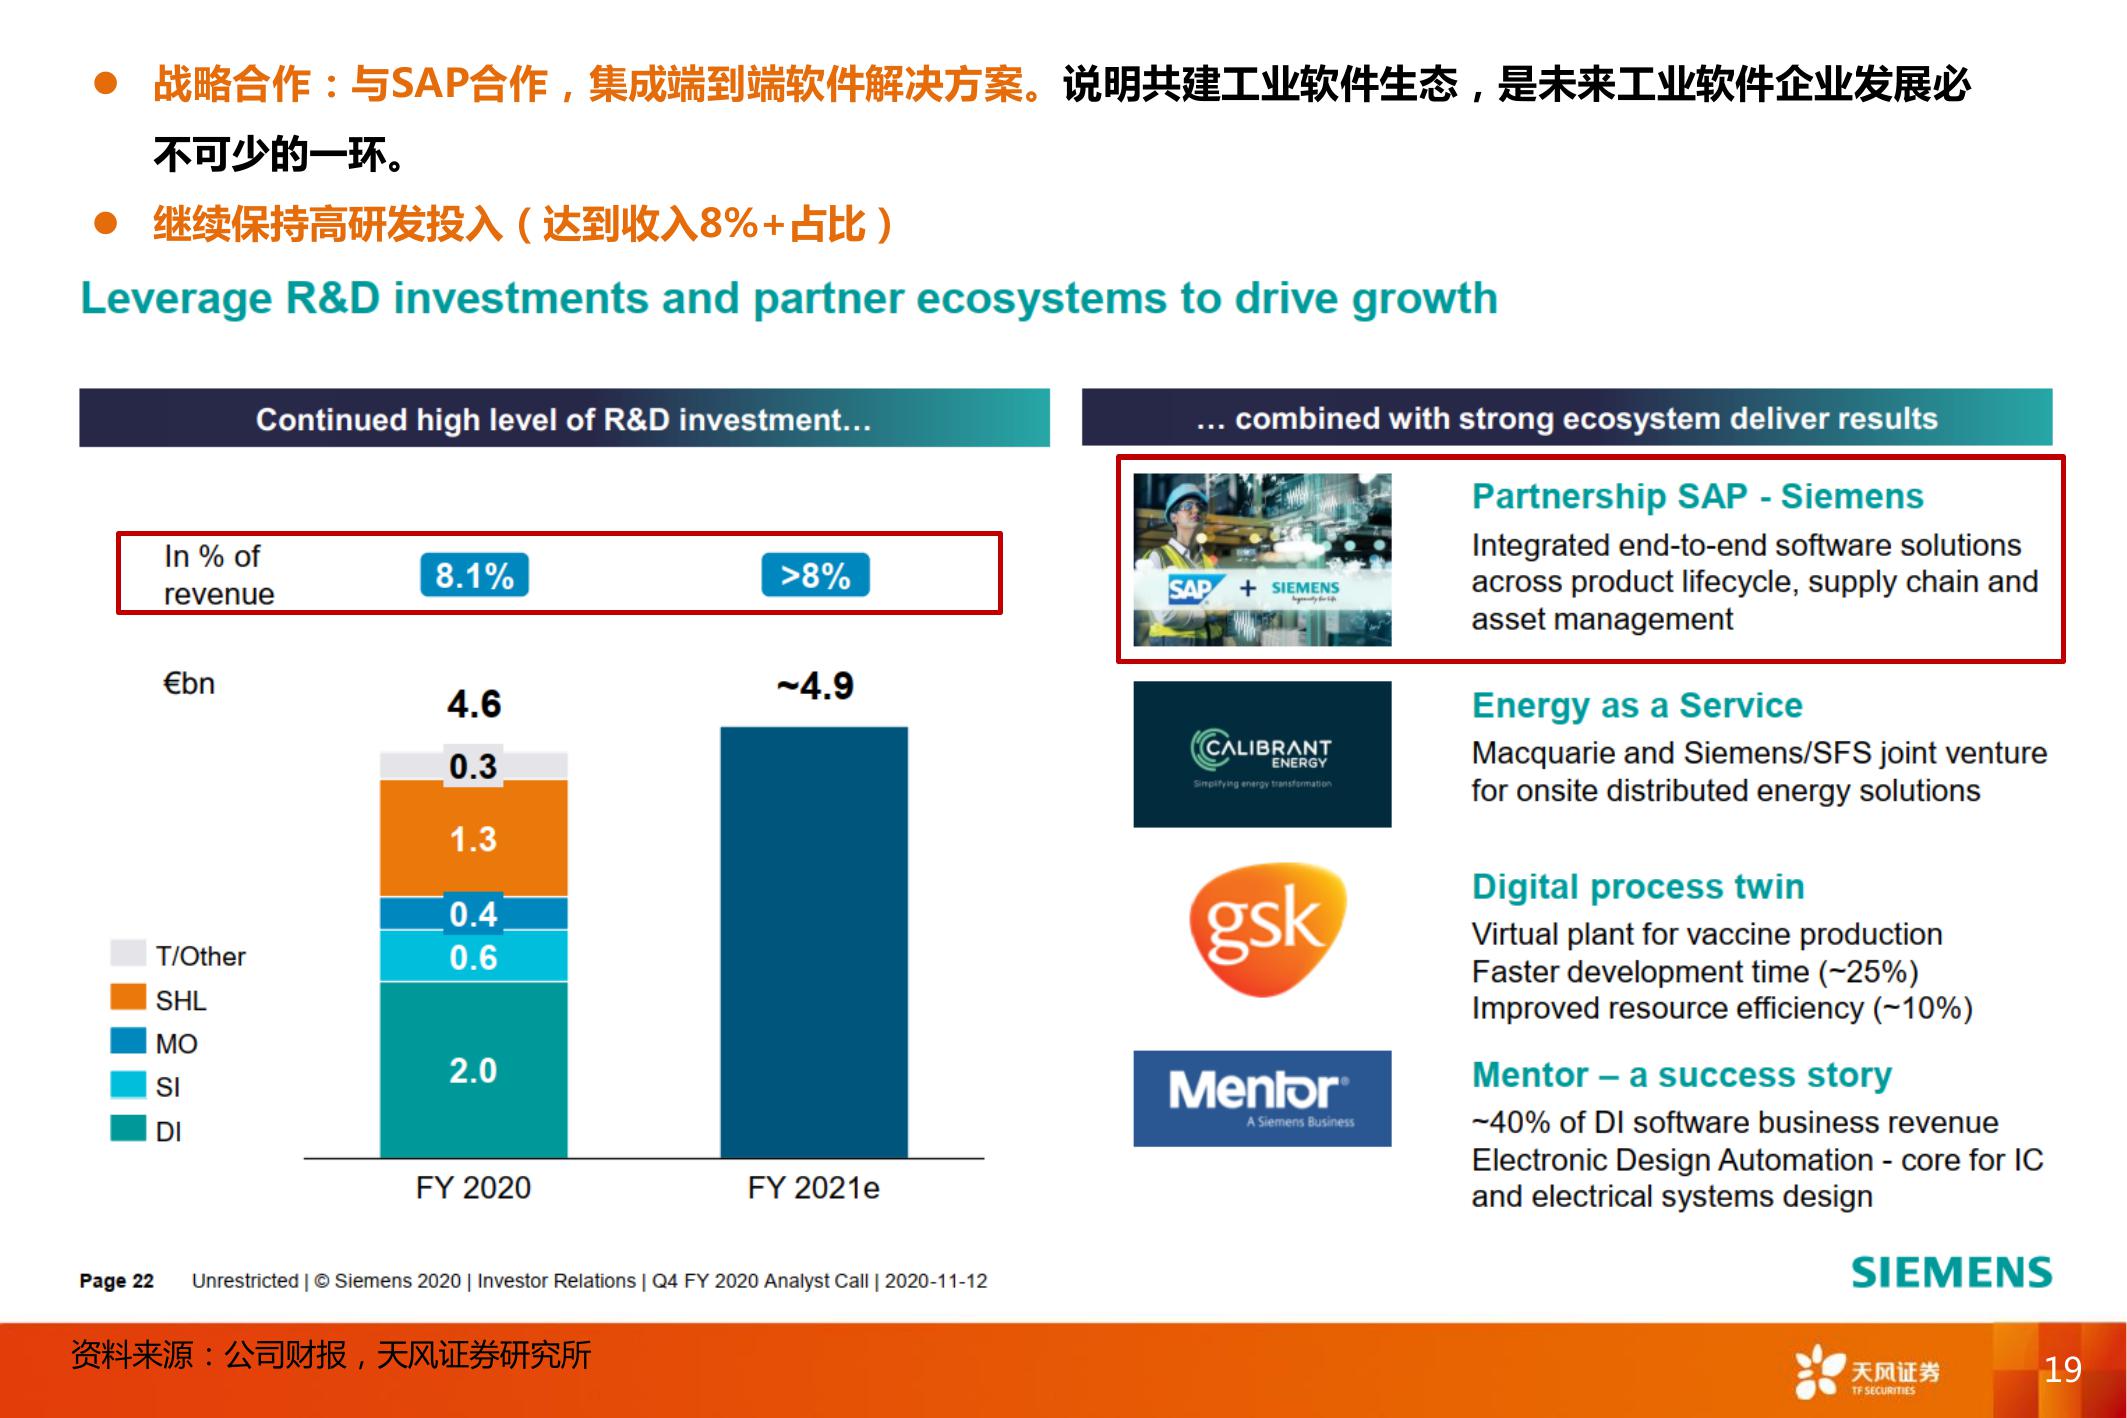 ● 战略合作：与SAP合作，集成端到端软件解决方案。说明共建工业软件生态，是未来工业软件企业发展必
不可少的一环。
● 继续保持高研发投入（达到收入8%+占比）
Leverage R&D investments and partner ecosystems to drive growth
Continued high level of R&D investment…
In % of
revenue
8.1%
>8%
€bn
4.6
~4.9
0.3
1.3
0.4
0.6
2.0
T/Other
SHL
MO
SI
DI
FY 2020
FY 2021e
… combined with strong ecosystem deliver results
SAP + SIEMENS
Ingenuity for life
Partnership SAP - Siemens
Integrated end-to-end software solutions
across product lifecycle, supply chain and
asset management
CALIBRANT
ENERGY
Simplifying energy transformation
Energy as a Service
Macquarie and Siemens/SFS joint venture
for onsite distributed energy solutions
gsk
Digital process twin
Virtual plant for vaccine production
Faster development time (~25%)
Improved resource efficiency (~10%)
Mentor®
A Siemens Business
Mentor – a success story
~40% of DI software business revenue
Electronic Design Automation - core for IC
and electrical systems design
Page 22 Unrestricted | © Siemens 2020 | Investor Relations | Q4 FY 2020 Analyst Call | 2020-11-12
SIEMENS
资料来源：公司财报，天风证券研究所
天风证券
TF SECURITIES
19